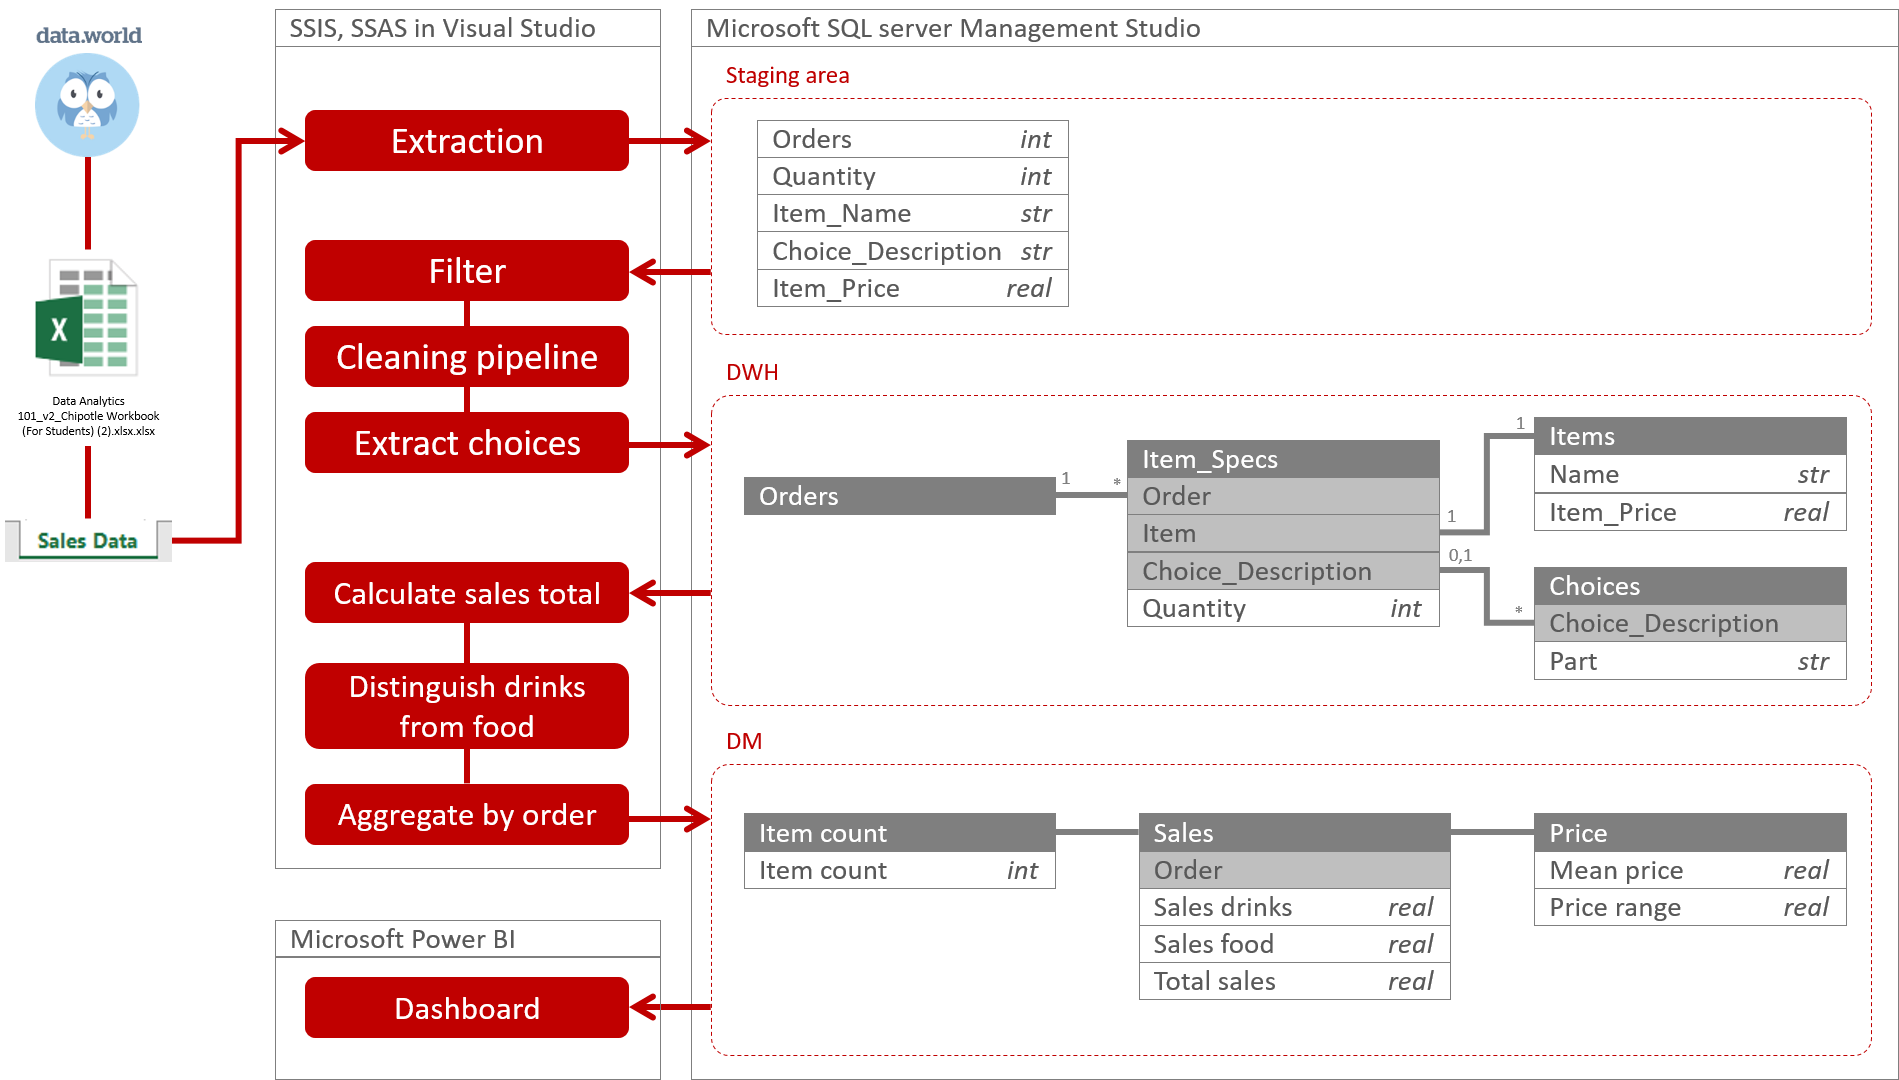 data.world
X
Data Analytics
101_v2_Chipotle Workbook
(For Students) (2).xlsx.xlsx
Sales Data
SSIS, SSAS in Visual Studio
Extraction
Filter
Cleaning pipeline
Extract choices
Calculate sales total
Distinguish drinks
from food
Aggregate by order
Microsoft Power BI
Dashboard
Microsoft SQL server Management Studio
Staging area
Orders int
Quantity int
Item_Name str
Choice_Description str
Item_Price real
DWH
Orders
1 *
Item_Specs
Order
Item
Choice_Description
Quantity int
1
1
Items
Name str
Item_Price real
0,1
*
Choices
Choice_Description
Part str
DM
Item count
Item count int
Sales
Order
Sales drinks real
Sales food real
Total sales real
Price
Mean price real
Price range real